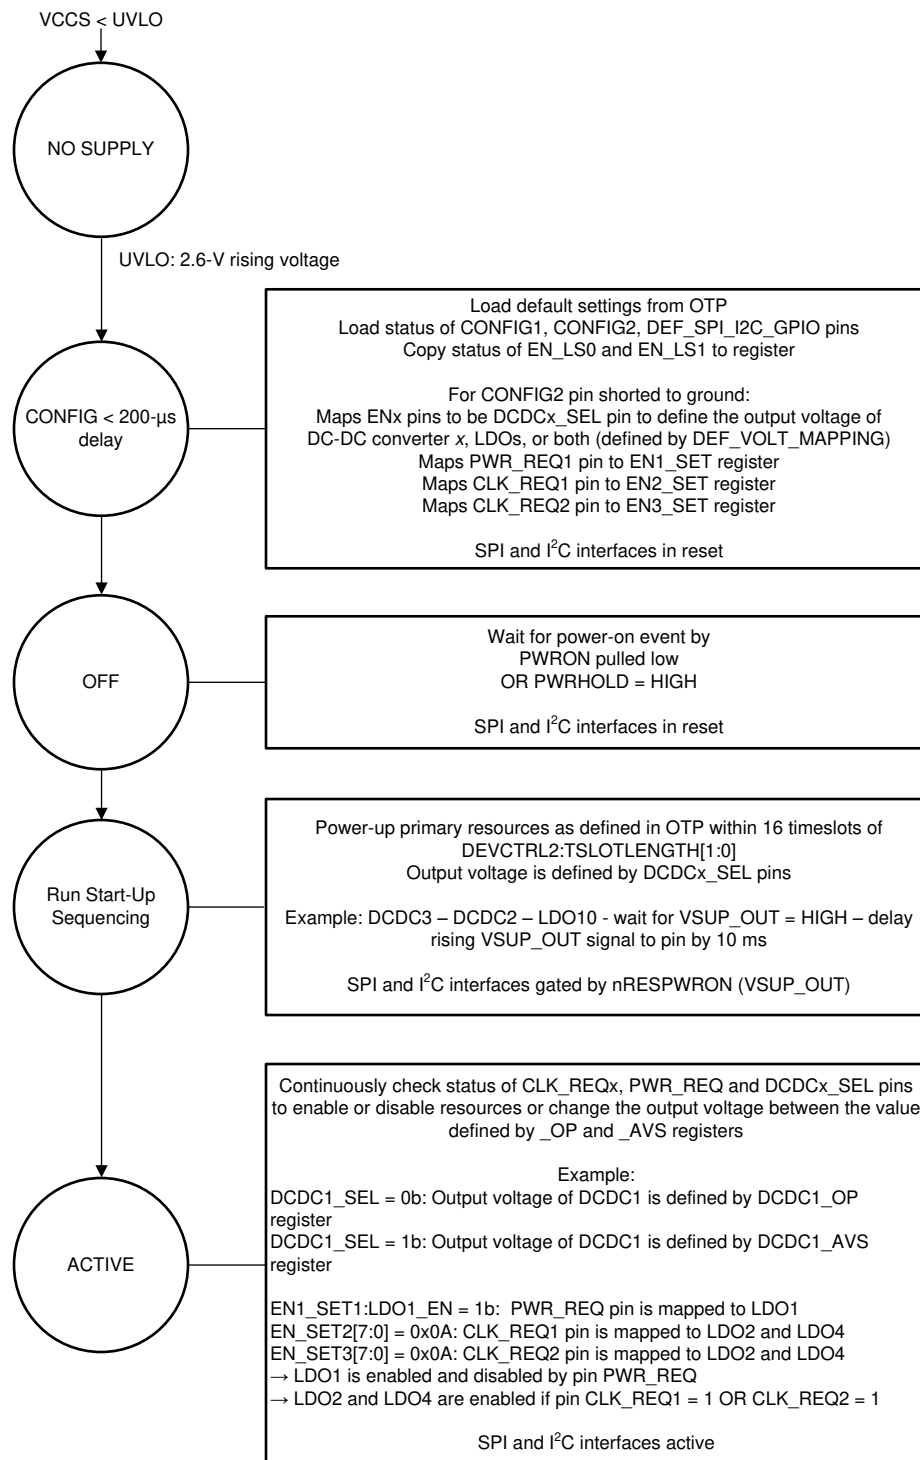 VCCS < UVLO
NO SUPPLY
UVLO: 2.6-V rising voltage
CONFIG < 200-µs
delay
Load default settings from OTP
Load status of CONFIG1, CONFIG2, DEF_SPI_I2C_GPIO pins
Copy status of EN_LS0 and EN_LS1 to register
For CONFIG2 pin shorted to ground:
Maps ENx pins to be DCDCx_SEL pin to define the output voltage of
DC-DC converter x, LDOs, or both (defined by DEF_VOLT_MAPPING)
Maps PWR_REQ1 pin to EN1_SET register
Maps CLK_REQ1 pin to EN2_SET register
Maps CLK_REQ2 pin to EN3_SET register
SPI and I²C interfaces in reset
OFF
Wait for power-on event by
PWRON pulled low
OR PWRHOLD = HIGH
SPI and I²C interfaces in reset
Run Start-Up
Sequencing
Power-up primary resources as defined in OTP within 16 timeslots of
DEVCTRL2:TSLOTLENGTH[1:0]
Output voltage is defined by DCDCx_SEL pins
Example: DCDC3 – DCDC2 – LDO10 - wait for VSUP_OUT = HIGH – delay
rising VSUP_OUT signal to pin by 10 ms
SPI and I²C interfaces gated by nRESPWRON (VSUP_OUT)
ACTIVE
Continuously check status of CLK_REQx, PWR_REQ and DCDCx_SEL pins
to enable or disable resources or change the output voltage between the value
defined by _OP and _AVS registers
Example:
DCDC1_SEL = 0b: Output voltage of DCDC1 is defined by DCDC1_OP
register
DCDC1_SEL = 1b: Output voltage of DCDC1 is defined by DCDC1_AVS
register
EN1_SET1:LDO1_EN = 1b: PWR_REQ pin is mapped to LDO1
EN_SET2[7:0] = 0x0A: CLK_REQ1 pin is mapped to LDO2 and LDO4
EN_SET3[7:0] = 0x0A: CLK_REQ2 pin is mapped to LDO2 and LDO4
→ LDO1 is enabled and disabled by pin PWR_REQ
→ LDO2 and LDO4 are enabled if pin CLK_REQ1 = 1 OR CLK_REQ2 = 1
SPI and I²C interfaces active